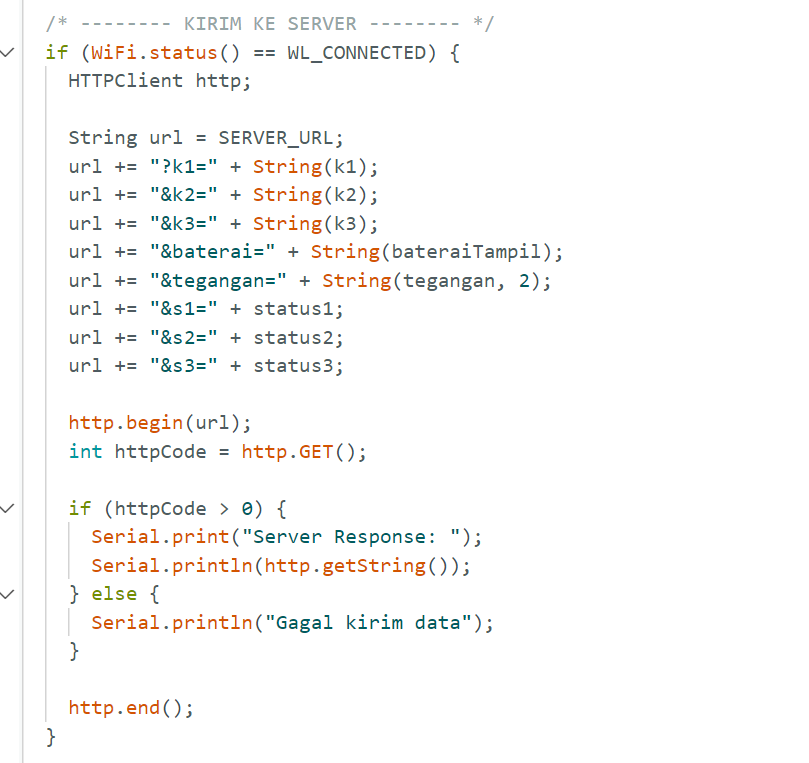 /* -------- KIRIM KE SERVER -------- */
if (WiFi.status() == WL_CONNECTED) {
  HTTPClient http;

  String url = SERVER_URL;
  url += "?k1=" + String(k1);
  url += "&k2=" + String(k2);
  url += "&k3=" + String(k3);
  url += "&baterai=" + String(bateraiTampil);
  url += "&tegangan=" + String(tegangan, 2);
  url += "&s1=" + status1;
  url += "&s2=" + status2;
  url += "&s3=" + status3;

  http.begin(url);
  int httpCode = http.GET();

  if (httpCode > 0) {
    Serial.print("Server Response: ");
    Serial.println(http.getString());
  } else {
    Serial.println("Gagal kirim data");
  }

  http.end();
}